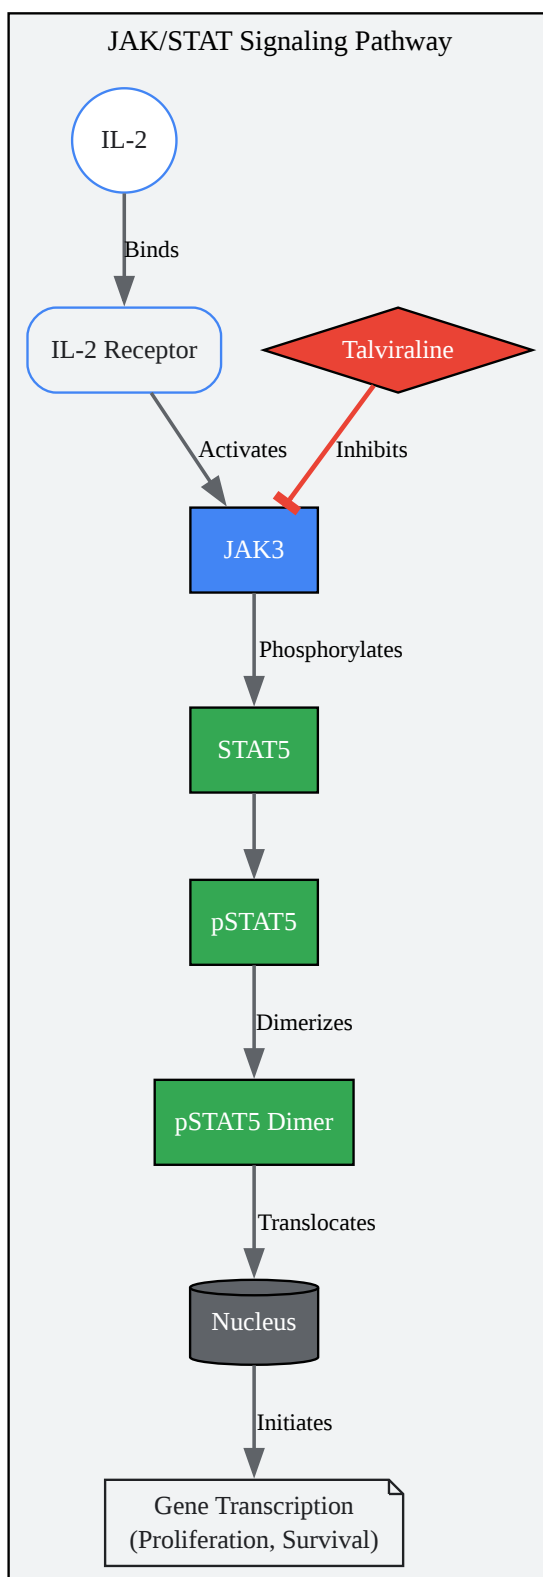 JAK/STAT Signaling Pathway
IL-2
Binds
IL-2 Receptor
Talviraline
Activates
Inhibits
JAK3
Phosphorylates
STAT5
pSTAT5
Dimerizes
pSTAT5 Dimer
Translocates
Nucleus
Initiates
Gene Transcription
(Proliferation, Survival)